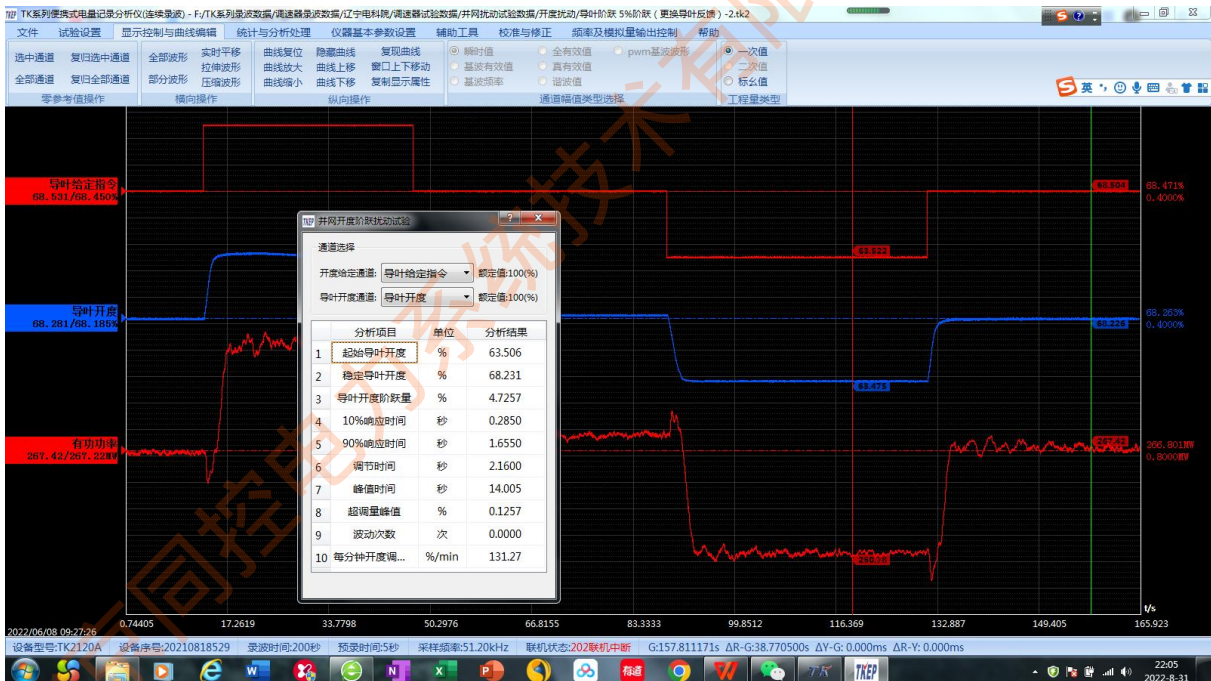 TK系列便携式电量记录分析仪(连续录波) - F:/TK系列录波数据/调速器录波数据/辽宁电科院/调速器试验数据/并网扰动试验数据/开度扰动/导叶阶跃 5%阶跃 ( 更换导叶反馈 ) -2.tk2
文件 试验设置 显示控制与曲线编辑 统计与分析处理 仪器基本参数设置 辅助工具 校准与修正 频率及模拟量输出控制 帮助
选中通道 复归选中通道 全部波形 实时平移 曲线复位 隐藏曲线 复现曲线 瞬时值 全有效值 pwm基波波形 一次值
拉伸波形 曲线放大 曲线上移 窗口上下移动 基波有效值 真有效值 二次值
全部通道 复归全部通道 部分波形 压缩波形 曲线缩小 曲线下移 复制显示属性 基波频率 谐波值 标幺值
零参考值操作 横向操作 纵向操作 通道幅值类型选择 工程量类型
英
导叶给定指令
68.531/68.450%
68.604
68.471%
0.4000%
63.622
导叶开度
68.281/68.185%
68.226
68.263%
0.4000%
63.478
有功功率
267.42/267.22MW
267.42
266.801MW
0.8000MW
并网开度阶跃扰动试验
通道选择
开度给定通道: 导叶给定指令 额定值:100(%)
导叶开度通道: 导叶开度 额定值:100(%)
分析项目 单位 分析结果
1 起始导叶开度 % 63.506
2 稳定导叶开度 % 68.231
3 导叶开度阶跃量 % 4.7257
4 10%响应时间 秒 0.2850
5 90%响应时间 秒 1.6550
6 调节时间 秒 2.1600
7 峰值时间 秒 14.005
8 超调量峰值 % 0.1257
9 波动次数 次 0.0000
10 每分钟开度调... %/min 131.27
t/s
2022/06/08 09:27:26
0.74405 17.2619 33.7798 50.2976 66.8155 83.3333 99.8512 116.369 132.887 149.405 165.923
设备型号:TK2120A 设备序号:20210818529 录波时间:200秒 预录时间:5秒 采样频率:51.20kHz 联机状态:202联机中断 G:157.811171s ΔR-G:38.770500s ΔY-G: 0.000ms ΔR-Y: 0.000ms
有道
TK
TKEP
22:05
2022-8-31